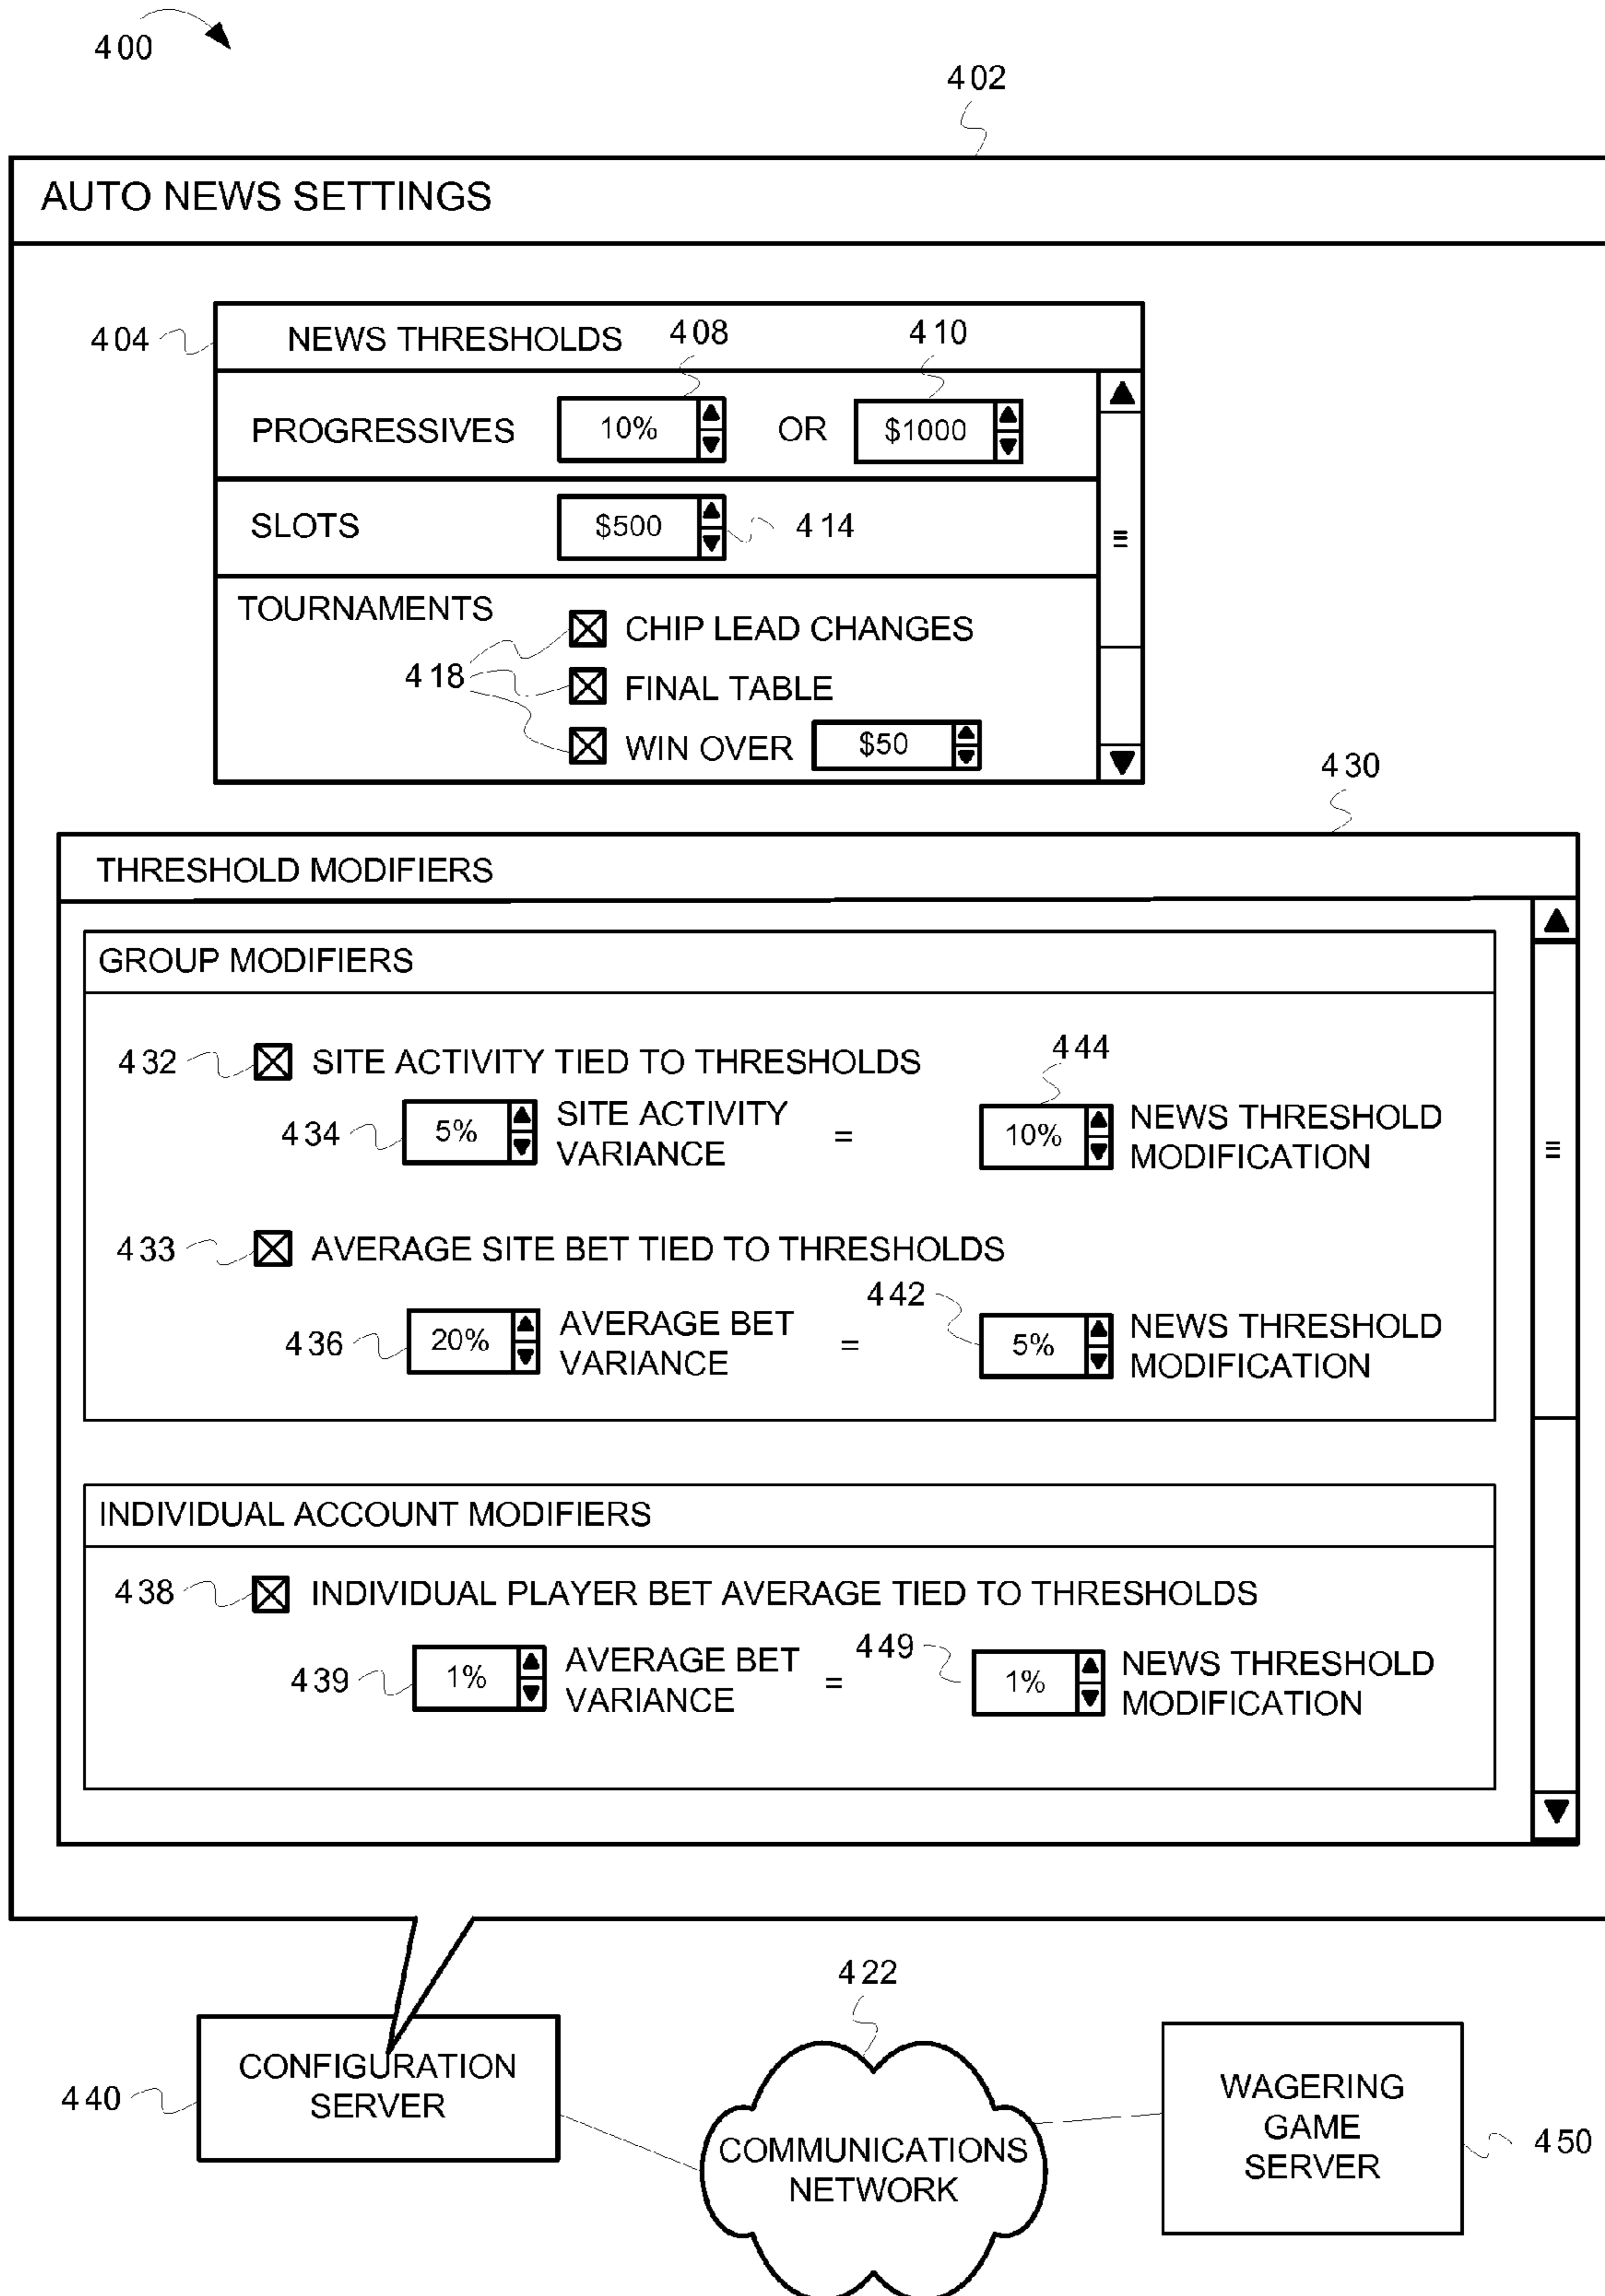 400
402
AUTO NEWS SETTINGS
404
NEWS THRESHOLDS
408
410
PROGRESSIVES 10% OR $1000
SLOTS $500 414
TOURNAMENTS
418
CHIP LEAD CHANGES
FINAL TABLE
WIN OVER $50
430
THRESHOLD MODIFIERS
GROUP MODIFIERS
432 SITE ACTIVITY TIED TO THRESHOLDS
444
434 5% SITE ACTIVITY
VARIANCE
=
10% NEWS THRESHOLD
MODIFICATION
433 AVERAGE SITE BET TIED TO THRESHOLDS
442
436 20% AVERAGE BET
VARIANCE
=
5% NEWS THRESHOLD
MODIFICATION
INDIVIDUAL ACCOUNT MODIFIERS
438 INDIVIDUAL PLAYER BET AVERAGE TIED TO THRESHOLDS
439 1% AVERAGE BET
VARIANCE
=
449
1% NEWS THRESHOLD
MODIFICATION
440
CONFIGURATION
SERVER
422
COMMUNICATIONS
NETWORK
WAGERING
GAME
SERVER
450